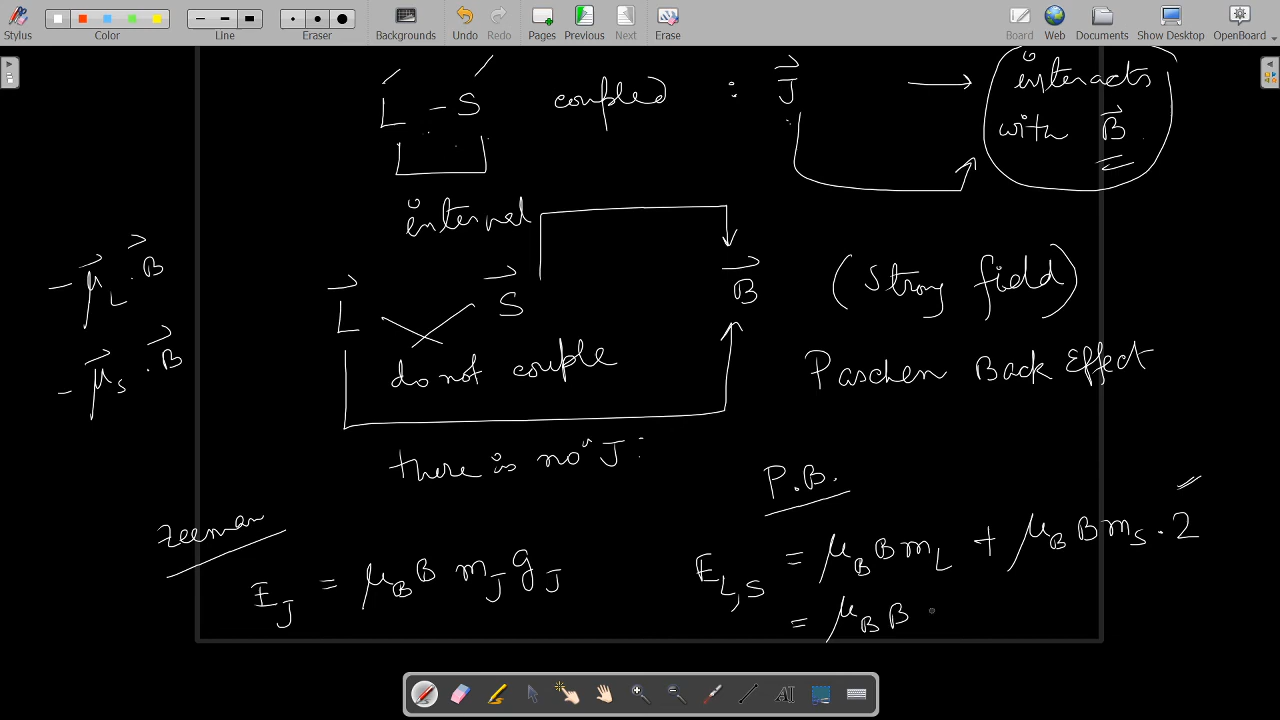 Stylus Color Line Eraser Backgrounds Undo Redo Pages Previous Next Erase Board Web Documents Show Desktop OpenBoard
L - S coupled : J → interacts
with B
internal
-μL . B
L S B (Strong field)
-μS . B
do not couple Paschen Back Effect
there is no J :
P.B.
Zeeman
EJ = μB B mJ gJ
EL,S = μB B mL + μB B mS . 2
= μB B